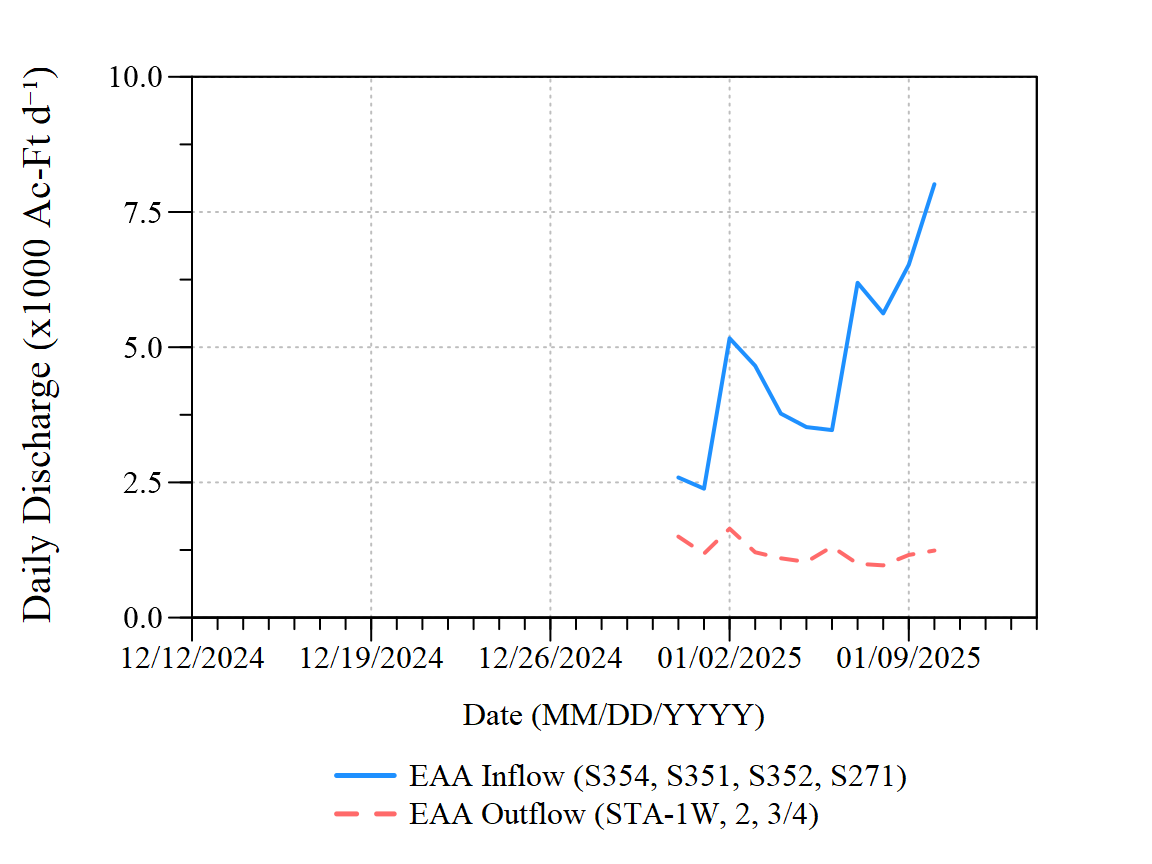 Daily Discharge (x1000 Ac-Ft d⁻¹)
10.0
7.5
5.0
2.5
0.0
12/12/2024 12/19/2024 12/26/2024 01/02/2025 01/09/2025
Date (MM/DD/YYYY)
EAA Inflow (S354, S351, S352, S271)
EAA Outflow (STA-1W, 2, 3/4)